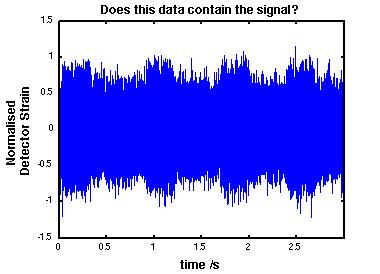 Does this data contain the signal?
1.5
1
0.5
0
-0.5
-1
-1.5
Normalised
Detector Strain
0 0.5 1 1.5 2 2.5
time /s